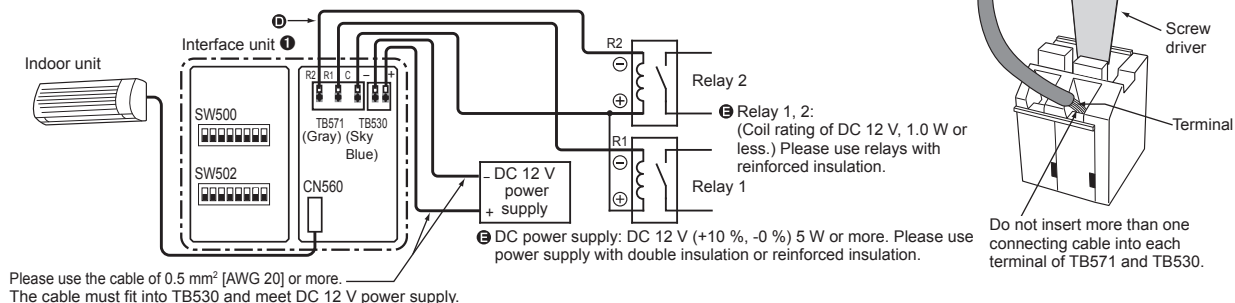 D
Interface unit 1
Indoor unit
R2 R1 C – +
SW500
TB571 TB530
(Gray) (Sky
Blue)
SW502
CN560
– DC 12 V
power
+ supply
R2
⊖
⊕
Relay 2
R1
⊖
⊕
Relay 1
E Relay 1, 2:
(Coil rating of DC 12 V, 1.0 W or
less.) Please use relays with
reinforced insulation.
E DC power supply: DC 12 V (+10 %, -0 %) 5 W or more. Please use
power supply with double insulation or reinforced insulation.
Please use the cable of 0.5 mm² [AWG 20] or more.
The cable must fit into TB530 and meet DC 12 V power supply.
Screw
driver
Terminal
Do not insert more than one
connecting cable into each
terminal of TB571 and TB530.